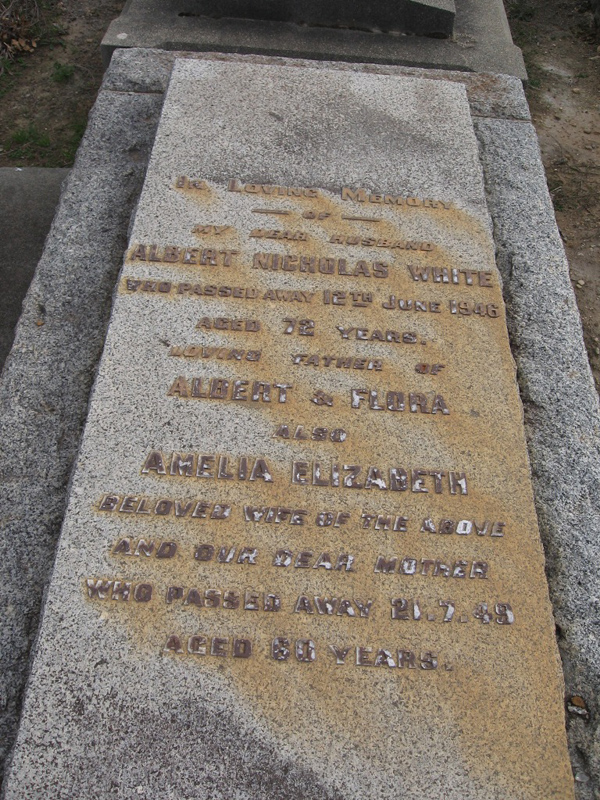 IN LOVING MEMORY
OF
MY DEAR HUSBAND
ALBERT NICHOLAS WHITE
WHO PASSED AWAY 12TH JUNE 1946
AGED 72 YEARS.
LOVING FATHER OF
ALBERT & FLORA
ALSO
AMELIA ELIZABETH
BELOVED WIFE OF THE ABOVE
AND OUR DEAR MOTHER
WHO PASSED AWAY 21.7.49
AGED YEARS.